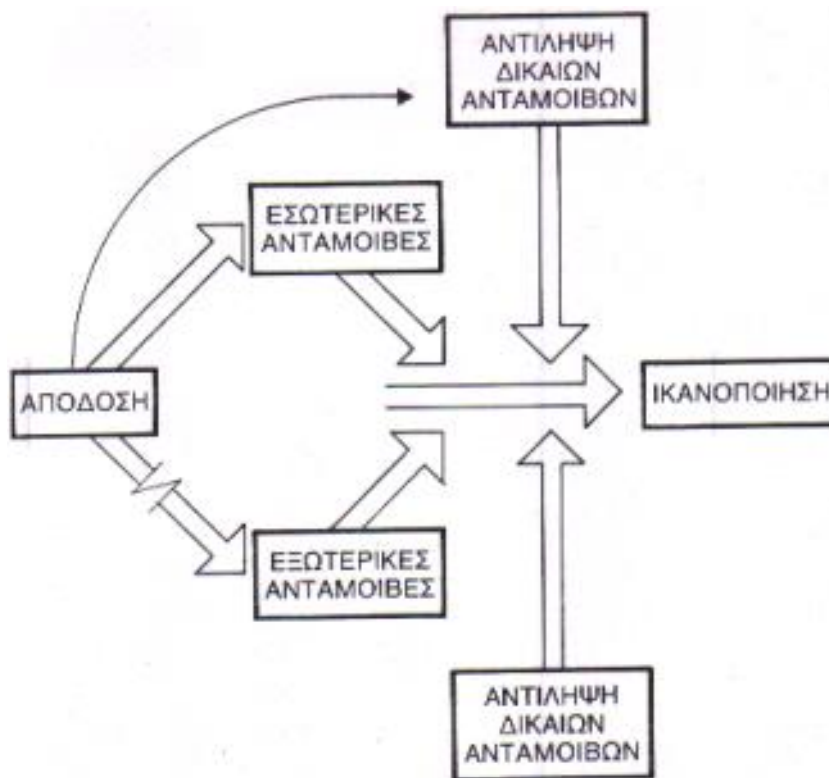 ΑΝΤΙΛΗΨΗ
ΔΙΚΑΙΩΝ
ΑΝΤΑΜΟΙΒΩΝ
ΕΣΩΤΕΡΙΚΕΣ
ΑΝΤΑΜΟΙΒΕΣ
ΑΠΟΔΟΣΗ
ΙΚΑΝΟΠΟΙΗΣΗ
ΕΞΩΤΕΡΙΚΕΣ
ΑΝΤΑΜΟΙΒΕΣ
ΑΝΤΙΛΗΨΗ
ΔΙΚΑΙΩΝ
ΑΝΤΑΜΟΙΒΩΝ